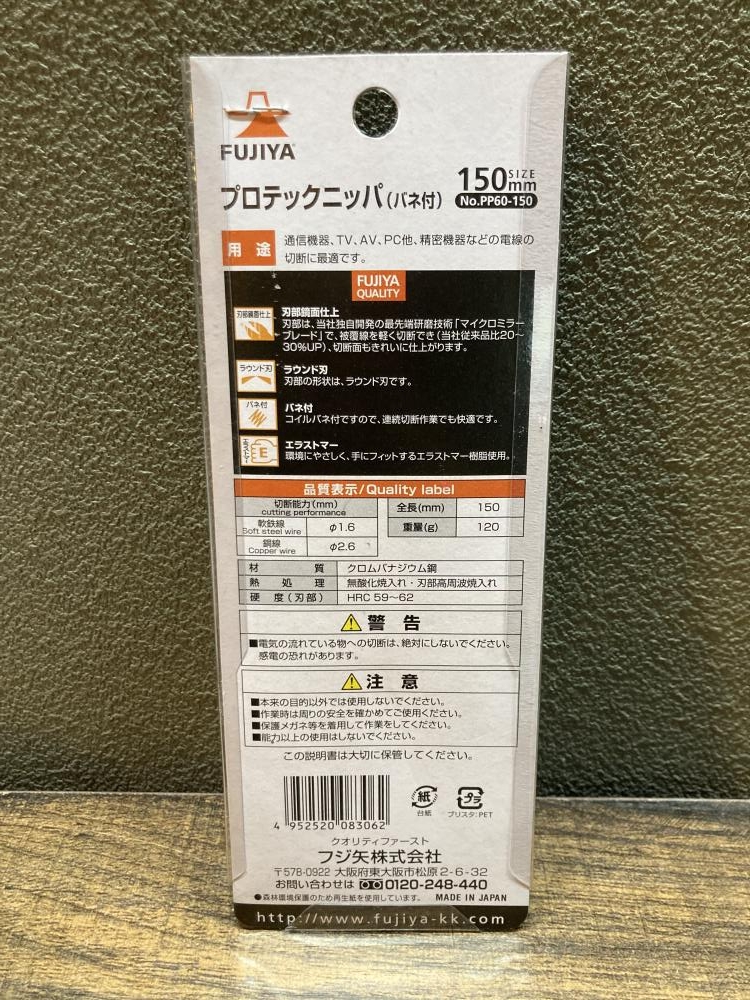 FUJIYA®
プロテックニッパ(バネ付)
150mm SIZE
No.PP60-150
用途
通信機器、TV、AV、PC他、精密機器などの電線の
切断に最適です。
FUJIYA
QUALITY
刃部鏡面仕上
刃部鏡面仕上
刃部は、当社独自開発の最先端研磨技術「マイクロミラー
ブレード」で、被覆線を軽く切断でき(当社従来品比20〜
30%UP)、切断面もきれいに仕上がります。
ラウンド刃
ラウンド刃
刃部の形状は、ラウンド刃です。
バネ付
バネ付
コイルバネ付ですので、連続切断作業でも快適です。
エラストマー
E
エラストマー
環境にやさしく、手にフィットするエラストマー樹脂使用。
品質表示/Quality label
切断能力(mm)
cutting performance
軟鉄線
Soft steel wire
φ1.6
銅線
Copper wire
φ2.6
全長(mm) 150
重量(g) 120
材質 クロムバナジウム鋼
熱処理 無酸化焼入れ・刃部高周波焼入れ
硬度(刃部) HRC 59〜62
警告
■電気の流れている物への切断は、絶対にしないでください。
感電の恐れがあります。
注意
■本来の目的以外では使用しないでください。
■作業時は周りの安全を確かめてご使用ください。
■保護メガネ等を着用して作業をしてください。
■能力以上の使用はしないでください。
この説明書は大切に保管してください。
4 952520 083062
紙
台紙
プラ
ブリスタ:PET
クオリティファースト
フジ矢株式会社
〒578-0922 大阪府東大阪市松原2-6-32
お問い合わせは 0120-248-440
●森林環境保護のため再生紙を使用しています。 MADE IN JAPAN
http://www.fujiya-kk.com